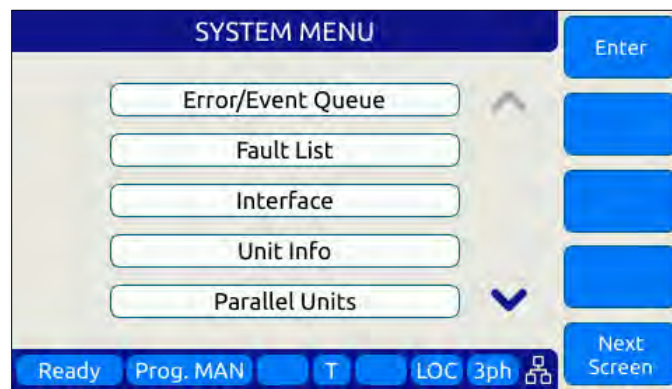 SYSTEM MENU
Enter
Error/Event Queue
Fault List
Interface
Unit Info
Parallel Units
Next
Screen
Ready Prog. MAN T LOC 3ph